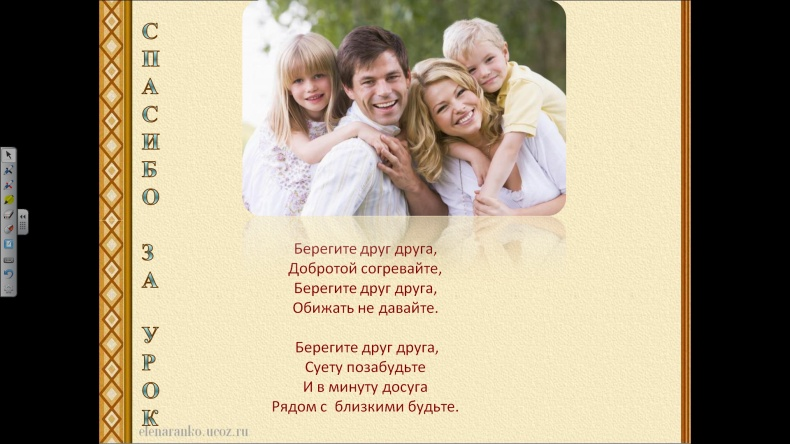 СПАСИБО ЗА УРОК
Берегите друг друга,
Добротой согревайте,
Берегите друг друга,
Обижать не давайте.
Берегите друг друга,
Суету позабудьте
И в минуту досуга
Рядом с  близкими будьте.
elenaranko.ucoz.ru